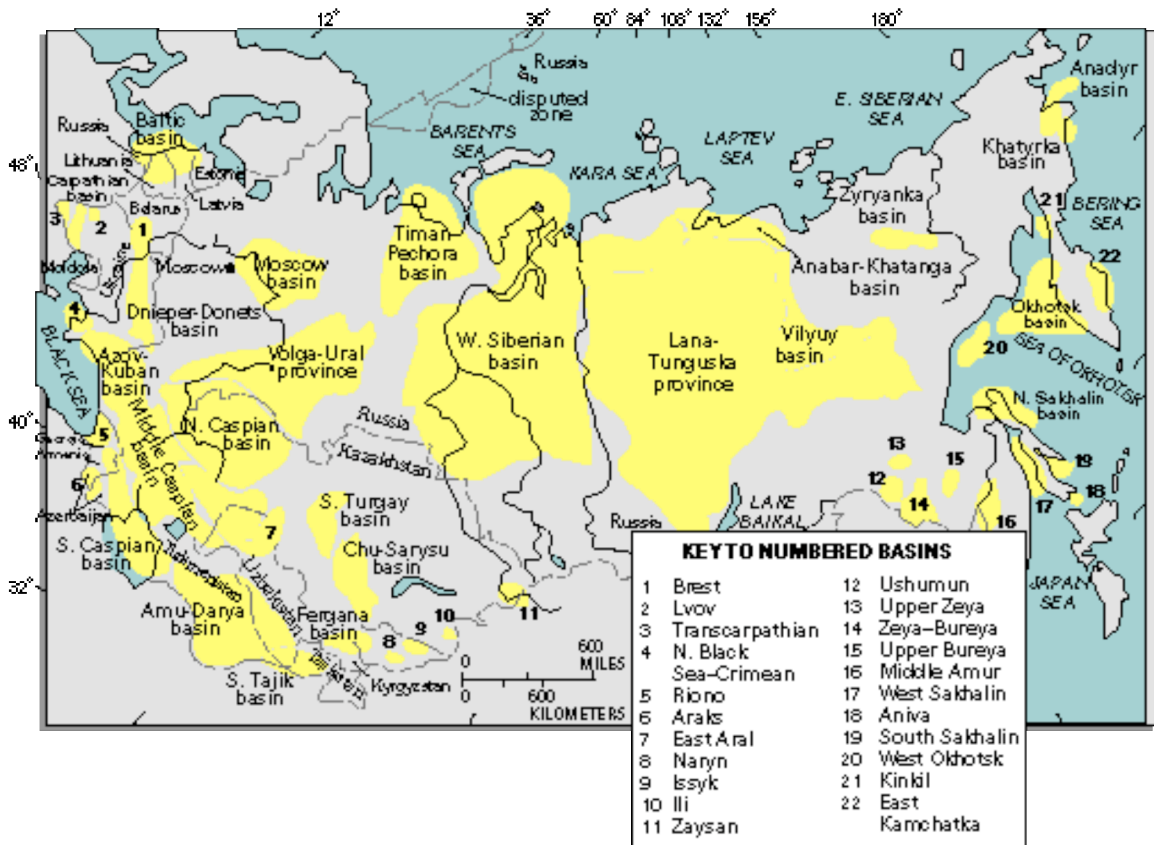 12°
36°
60°
84°
108°
132°
156°
180°
Russia
disputed
zone
BARENTS
SEA
KARA SEA
LAPTEV
SEA
E. SIBERIAN
SEA
Anadyr
basin
Khatyrka
basin
BERING
SEA
21
22
48°
Russia
Baltic
basin
Lithuania
Estonia
Carpathian
basin
Latvia
Belarus
3
2
1
Moldova
Moscow
Moscow
basin
Timan
Pechora
basin
Zyryanka
basin
Anabar-Khatanga
basin
Okhotsk
basin
4
Dnieper-Donets
basin
BLACK SEA
Azov-
Kuban
basin
Volga-Ural
province
W. Siberian
basin
Lana-
Tunguska
province
Vilyuy
basin
20
SEA OF OKHOTSK
N. Sakhalin
basin
40°
5
Georgia
Armenia
6
Azerbaijan
Middle Caspian
basin
N. Caspian
basin
Russia
Kazakhstan
S. Turgay
basin
7
Chu-Sarysu
basin
Russia
LAKE
BAIKAL
13
12
14
15
16
17
18
19
JAPAN
SEA
32°
S. Caspian
basin
Turkmenistan
Uzbekistan
Amu-Darya
basin
Fergana
basin
8
9
10
11
S. Tajik
basin
Kyrgyzstan
0
600
MILES
0
600
KILOMETERS
KEY TO NUMBERED BASINS
1 Brest
2 Lvov
3 Transcarpathian
4 N. Black
Sea-Crimean
5 Riono
6 Araks
7 East Aral
8 Naryn
9 Issyk
10 Ili
11 Zaysan
12 Ushumun
13 Upper Zeya
14 Zeya-Bureya
15 Upper Bureya
16 Middle Amur
17 West Sakhalin
18 Aniva
19 South Sakhalin
20 West Okhotsk
21 Kinkil
22 East
Kamchatka